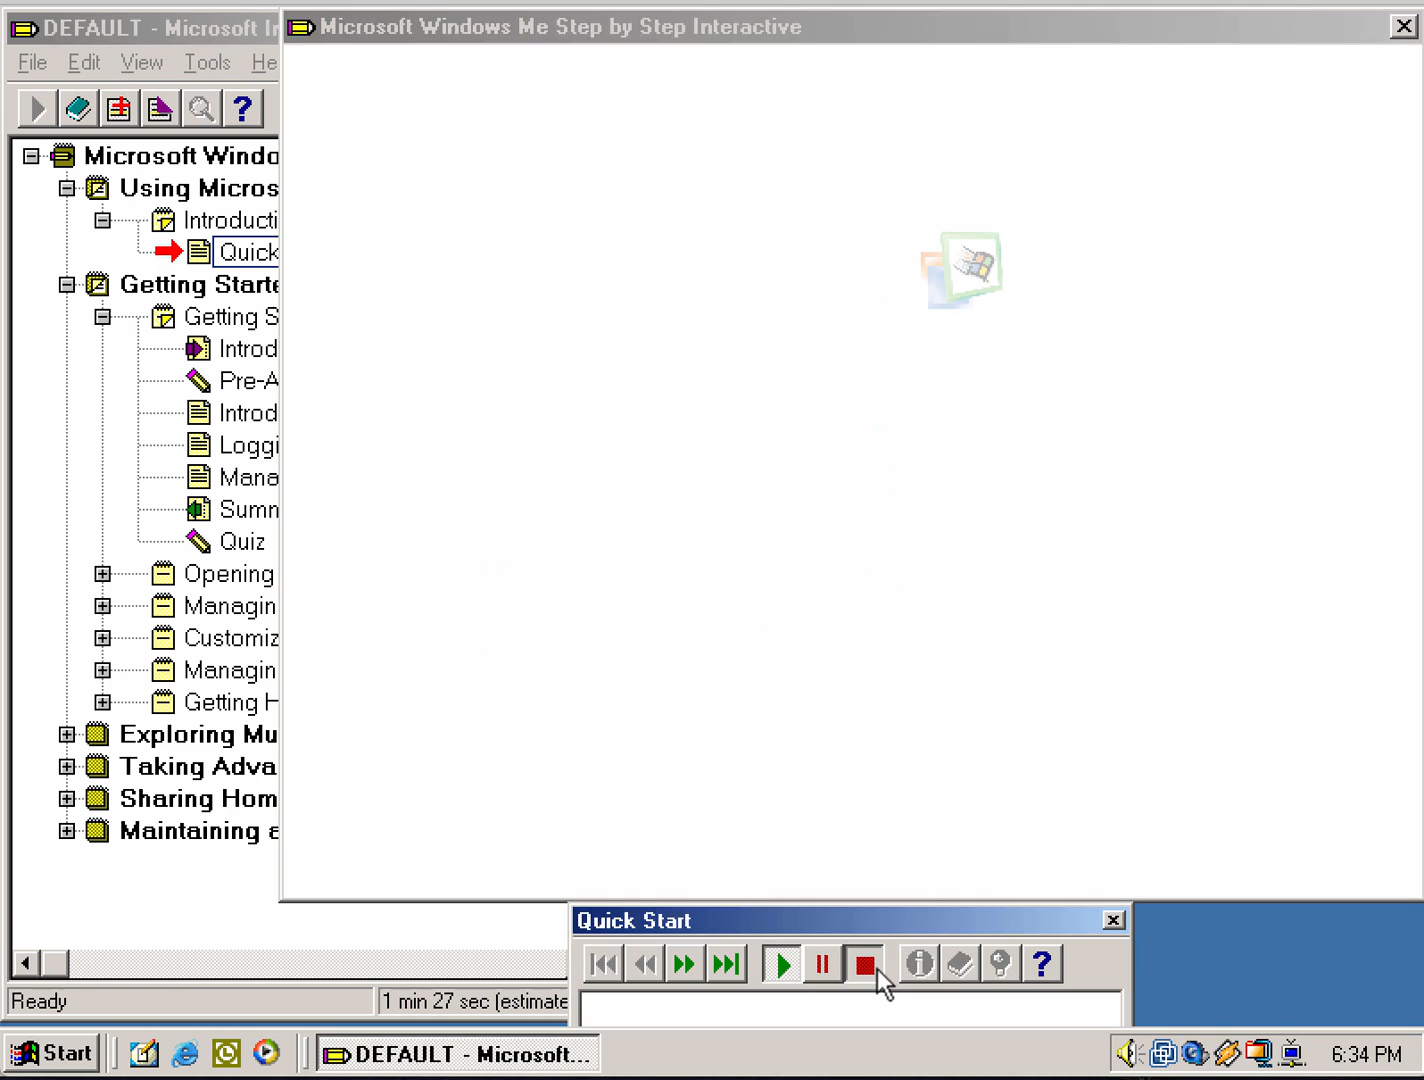 DEFAULT - Microsoft In
Microsoft Windows Me Step by Step Interactive
File Edit View Tools He
Microsoft Windo
Using Micros
Introducti
Quick
Getting Starte
Getting S
Introd
Pre-A
Introd
Loggi
Mana
Summ
Quiz
Opening
Managin
Customiz
Managin
Getting H
Exploring Mu
Taking Adva
Sharing Hom
Maintaining a
Quick Start
Ready
1 min 27 sec (estimate
Start
DEFAULT - Microsoft...
6:34 PM